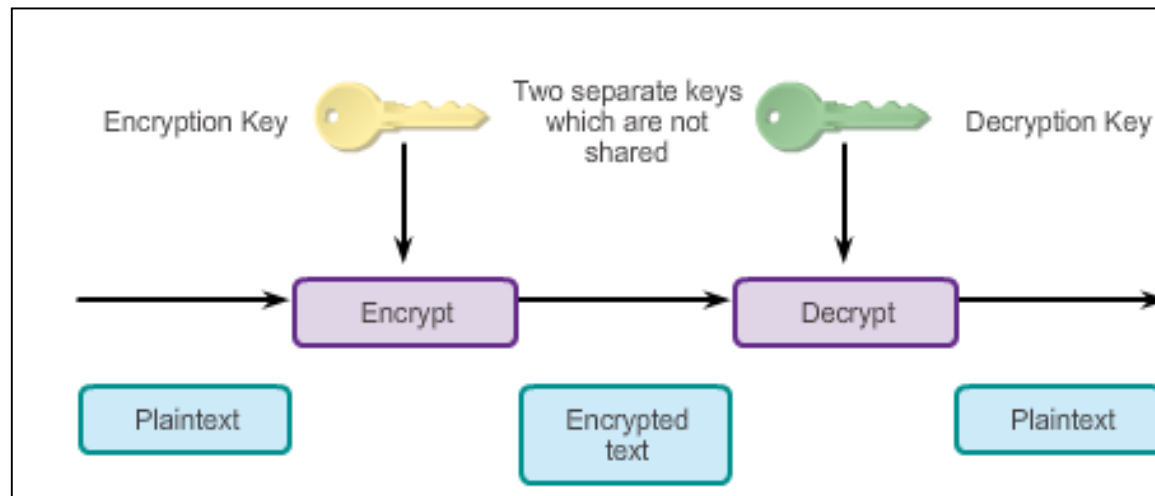 Encryption Key
Two separate keys
which are not
shared
Decryption Key
Encrypt
Decrypt
Plaintext
Encrypted
text
Plaintext